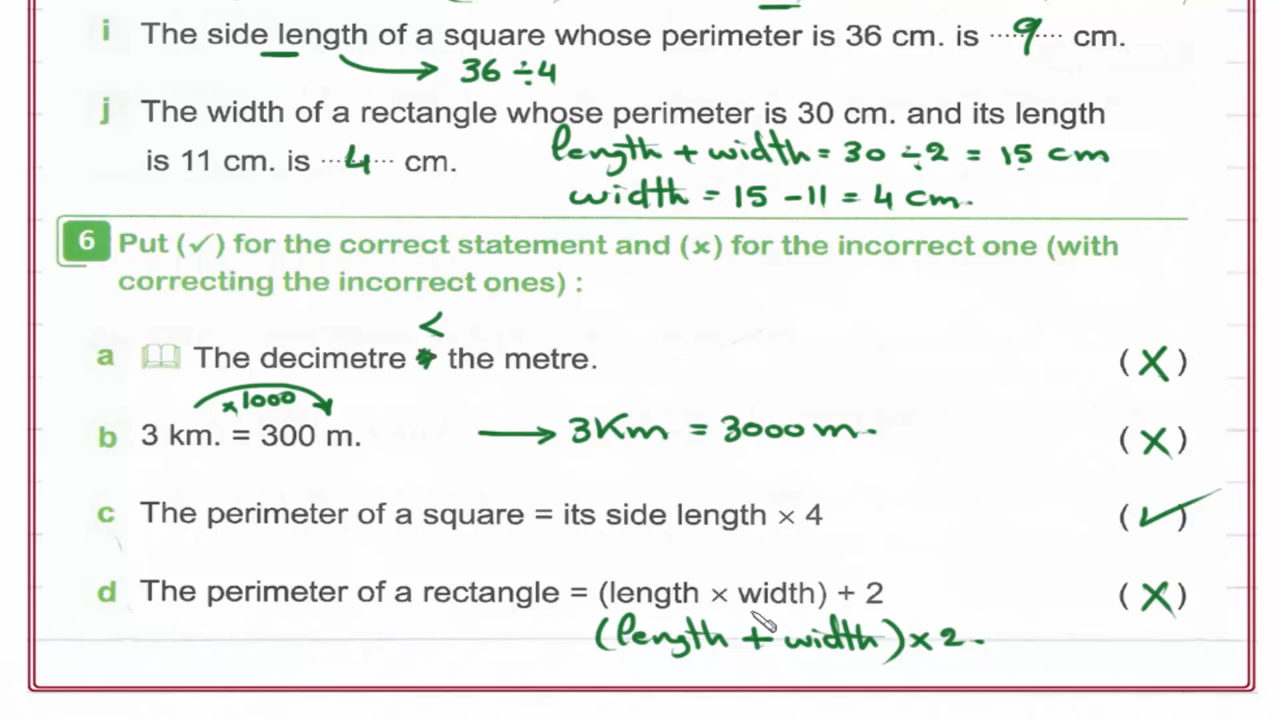 i The side length of a square whose perimeter is 36 cm. is ...9... cm.
36 ÷ 4
j The width of a rectangle whose perimeter is 30 cm. and its length
is 11 cm. is ...4... cm.
length + width = 30 ÷ 2 = 15 cm
width = 15 - 11 = 4 cm.
6 Put (✓) for the correct statement and (x) for the incorrect one (with
correcting the incorrect ones) :
<
a The decimetre the metre. (X)
x 1000
b 3 km. = 300 m. → 3Km = 3000 m. (X)
c The perimeter of a square = its side length × 4 (✓)
d The perimeter of a rectangle = (length × width) + 2 (X)
(length + width) x 2.